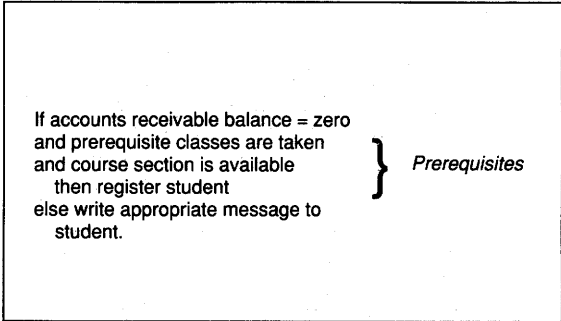 If accounts receivable balance = zero
and prerequisite classes are taken
and course section is available
then register student
else write appropriate message to
student.
} Prerequisites